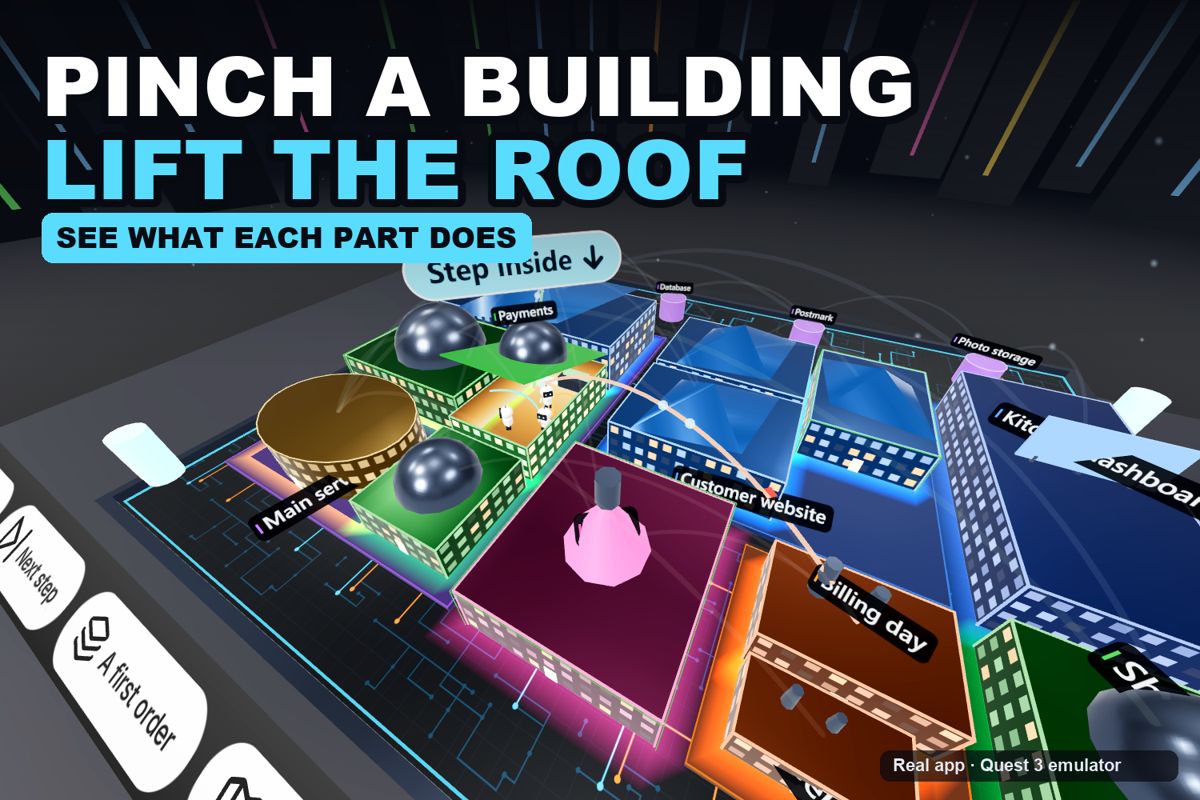 PINCH A BUILDING
LIFT THE ROOF
SEE WHAT EACH PART DOES
Step inside ↓
Database
Payments
Postmark
Photo storage
Main
Customer website
Billing day
Next step
A first order
Real app · Quest 3 emulator